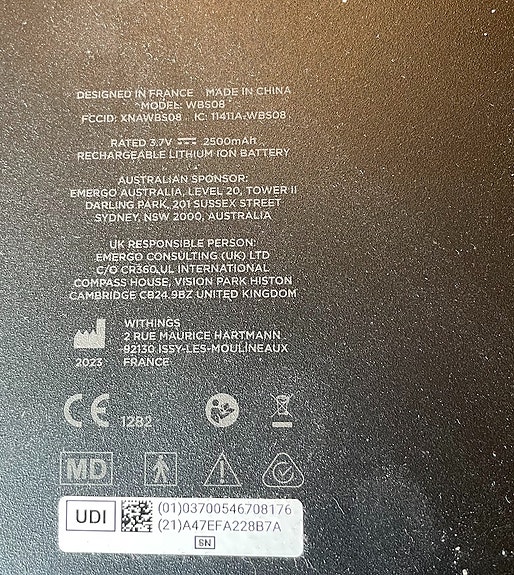 DESIGNED IN FRANCE MADE IN CHINA
MODEL: WBS08
FCCID: XNAWBS08 IC: 11411A-WBS08
RATED 3.7V 2500mAh
RECHARGEABLE LITHIUM ION BATTERY
AUSTRALIAN SPONSOR:
EMERGO AUSTRALIA, LEVEL 20, TOWER II
DARLING PARK, 201 SUSSEX STREET
SYDNEY, NSW 2000, AUSTRALIA
UK RESPONSIBLE PERSON:
EMERGO CONSULTING (UK) LTD
C/O CR360 UL INTERNATIONAL
COMPASS HOUSE, VISION PARK HISTON
CAMBRIDGE CB24 9BZ UNITED KINGDOM
WITHINGS
2 RUE MAURICE HARTMANN
92130 ISSY-LES-MOULINEAUX
2023 FRANCE
CE 1282
MD
UDI (01)03700546708176
(21)A47EFA228B7A
SN